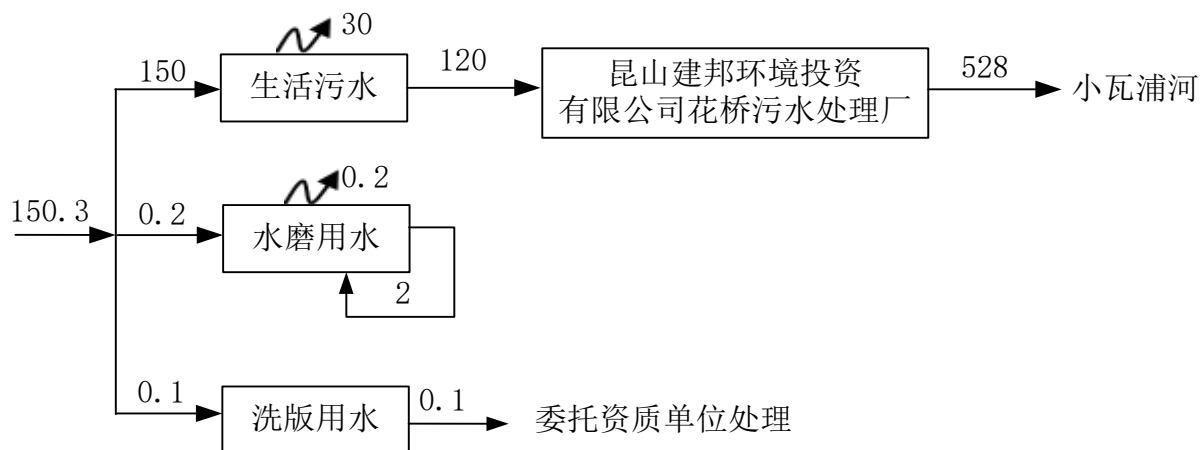 30
150
生活污水
120
昆山建邦环境投资
有限公司花桥污水处理厂
528
小瓦浦河
0.2
150.3
0.2
水磨用水
2
0.1
洗版用水
0.1
委托资质单位处理